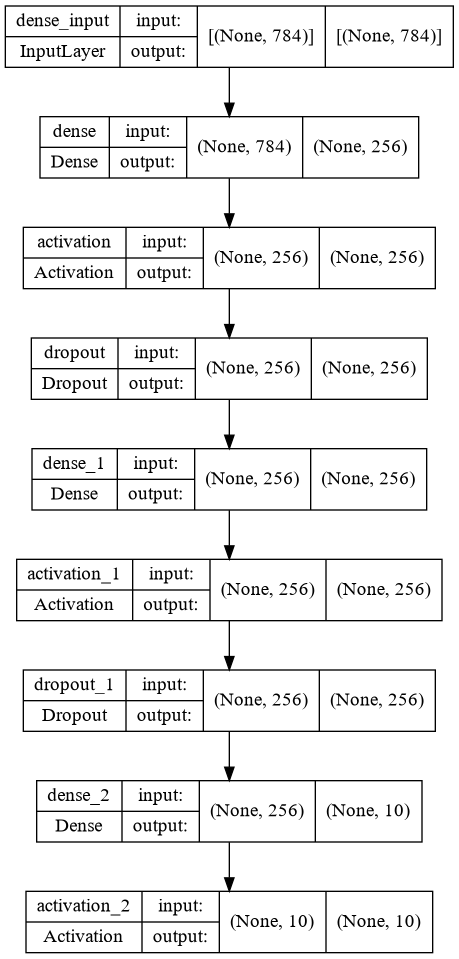 dense_input input: [(None, 784)] [(None, 784)]
InputLayer output:
dense input: (None, 784) (None, 256)
Dense output:
activation input: (None, 256) (None, 256)
Activation output:
dropout input: (None, 256) (None, 256)
Dropout output:
dense_1 input: (None, 256) (None, 256)
Dense output:
activation_1 input: (None, 256) (None, 256)
Activation output:
dropout_1 input: (None, 256) (None, 256)
Dropout output:
dense_2 input: (None, 256) (None, 10)
Dense output:
activation_2 input: (None, 10) (None, 10)
Activation output: